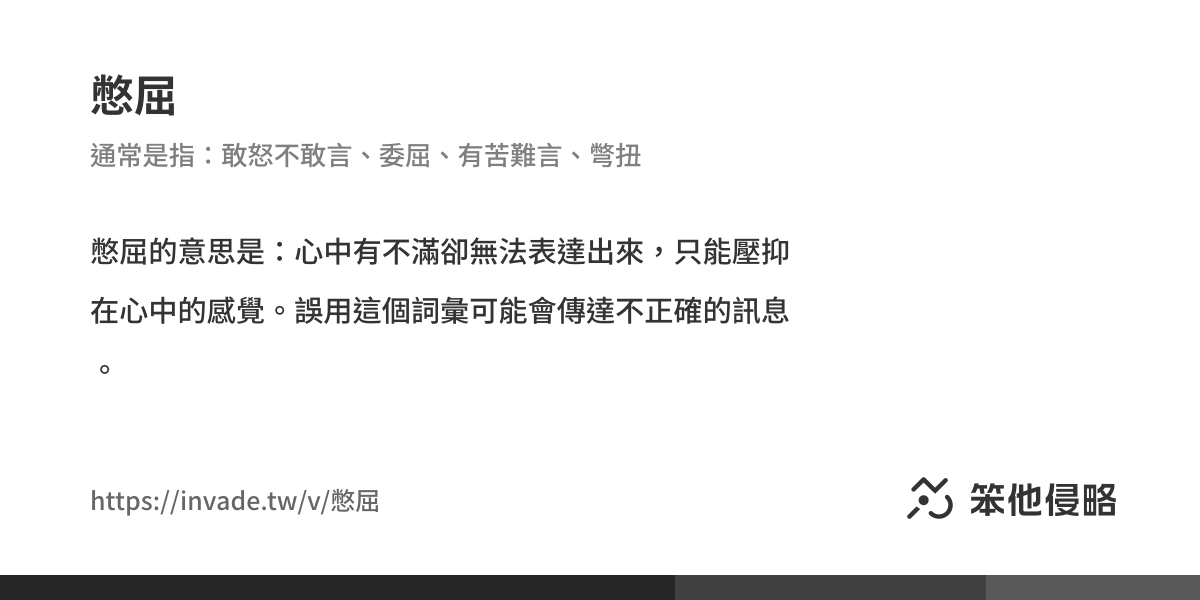 憋屈
通常是指：敢怒不敢言、委屈、有苦難言、彆扭
憋屈的意思是：心中有不滿卻無法表達出來，只能壓抑
在心中的感覺。誤用這個詞彙可能會傳達不正確的訊息
。
https://invade.tw/v/憋屈
笨他侵略